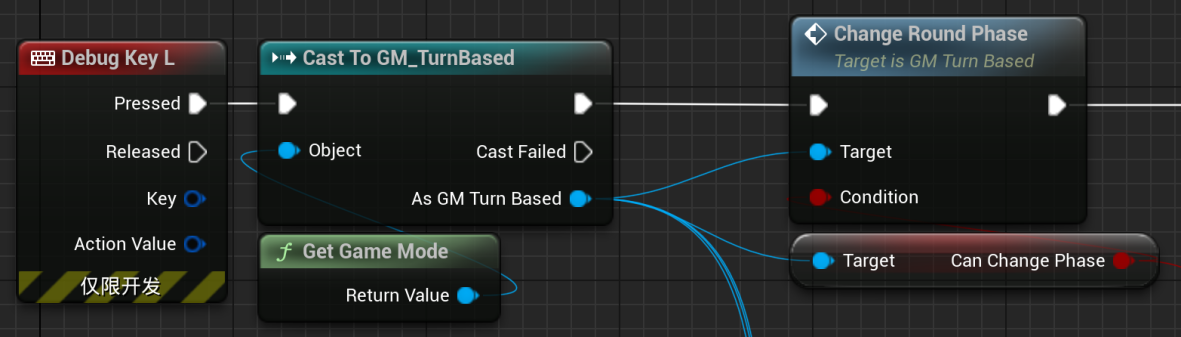 Debug Key L
Pressed
Released
Key
Action Value
仅限开发
Cast To GM_TurnBased
Object
Cast Failed
As GM Turn Based
Get Game Mode
Return Value
Change Round Phase
Target is GM Turn Based
Target
Condition
Target
Can Change Phase